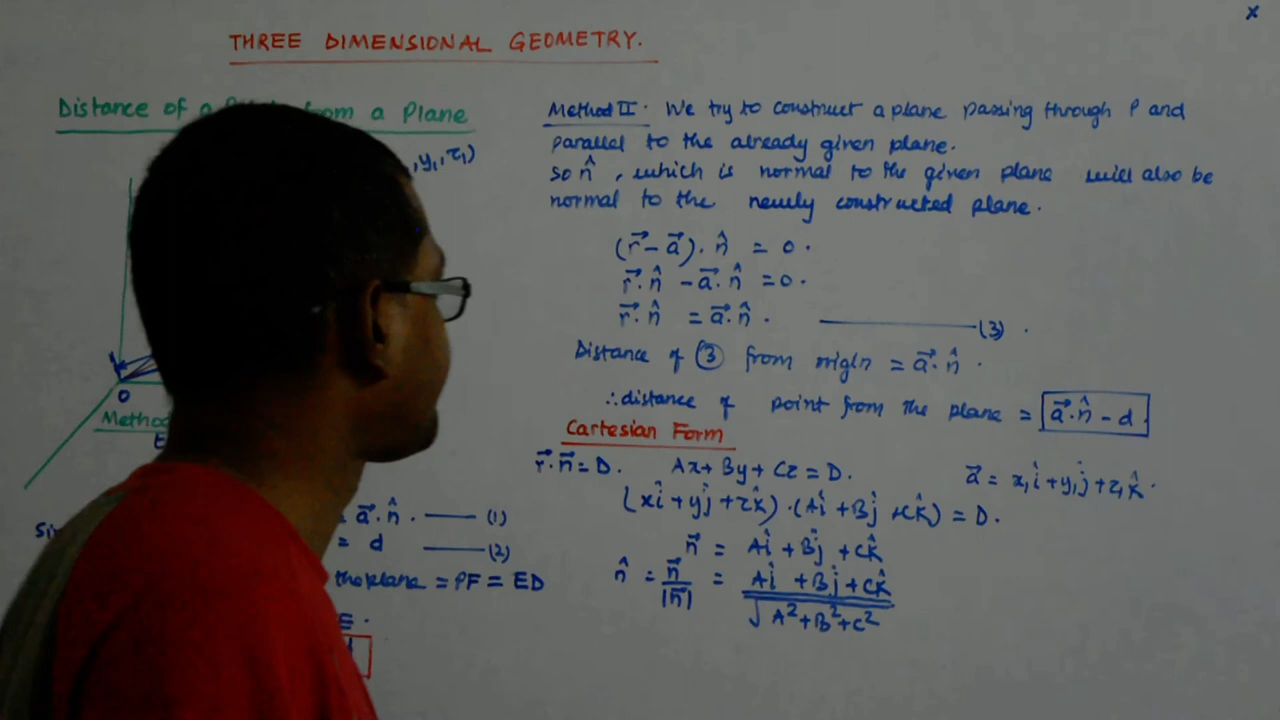 x
THREE DIMENSIONAL GEOMETRY.
Distance of a from a Plane
, y₁, z₁)
O
Method
= a⃗.n̂. —— (1)
= d —— (2)
the plane = PF = ED
Method II. We try to construct a plane passing through P and
parallel to the already given plane.
so n̂, which is normal to the given plane will also be
normal to the newly constructed plane.
(r⃗ - a⃗). n̂ = 0.
r⃗.n̂ - a⃗.n̂ = 0.
r⃗.n̂ = a⃗.n̂. —— (3).
Distance of (3) from origin = a⃗.n̂.
∴ distance of point from the plane = a⃗.n̂ - d.
Cartesian Form
r⃗.n⃗ = D. Ax + By + Cz = D. a⃗ = x₁î + y₁ĵ + z₁k̂.
(xî + yĵ + zk̂).(Aî + Bĵ + Ck̂) = D.
n⃗ = Aî + Bĵ + Ck̂
n̂ = n⃗/|n⃗| = Aî + Bĵ + Ck̂ / √A²+B²+C²